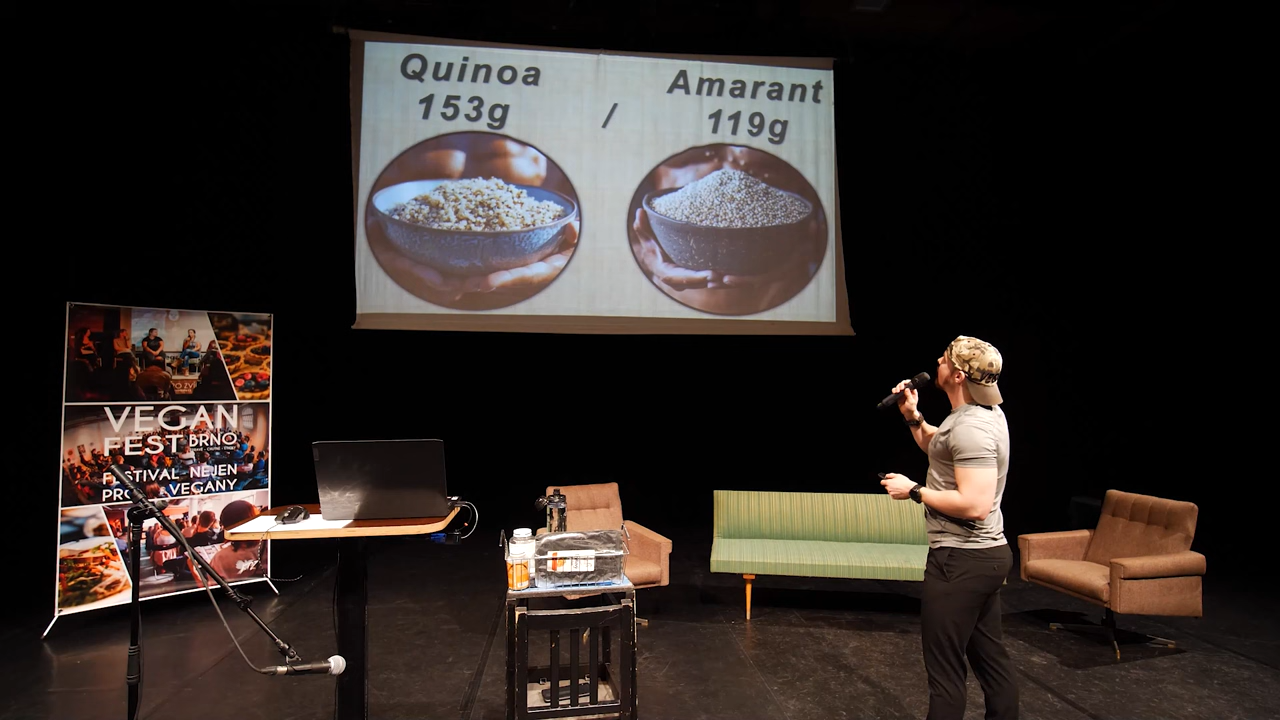 Quinoa
153g
/
Amarant
119g
VEGAN
FEST BRNO
FESTIVAL NEJEN
PRO VEGANY